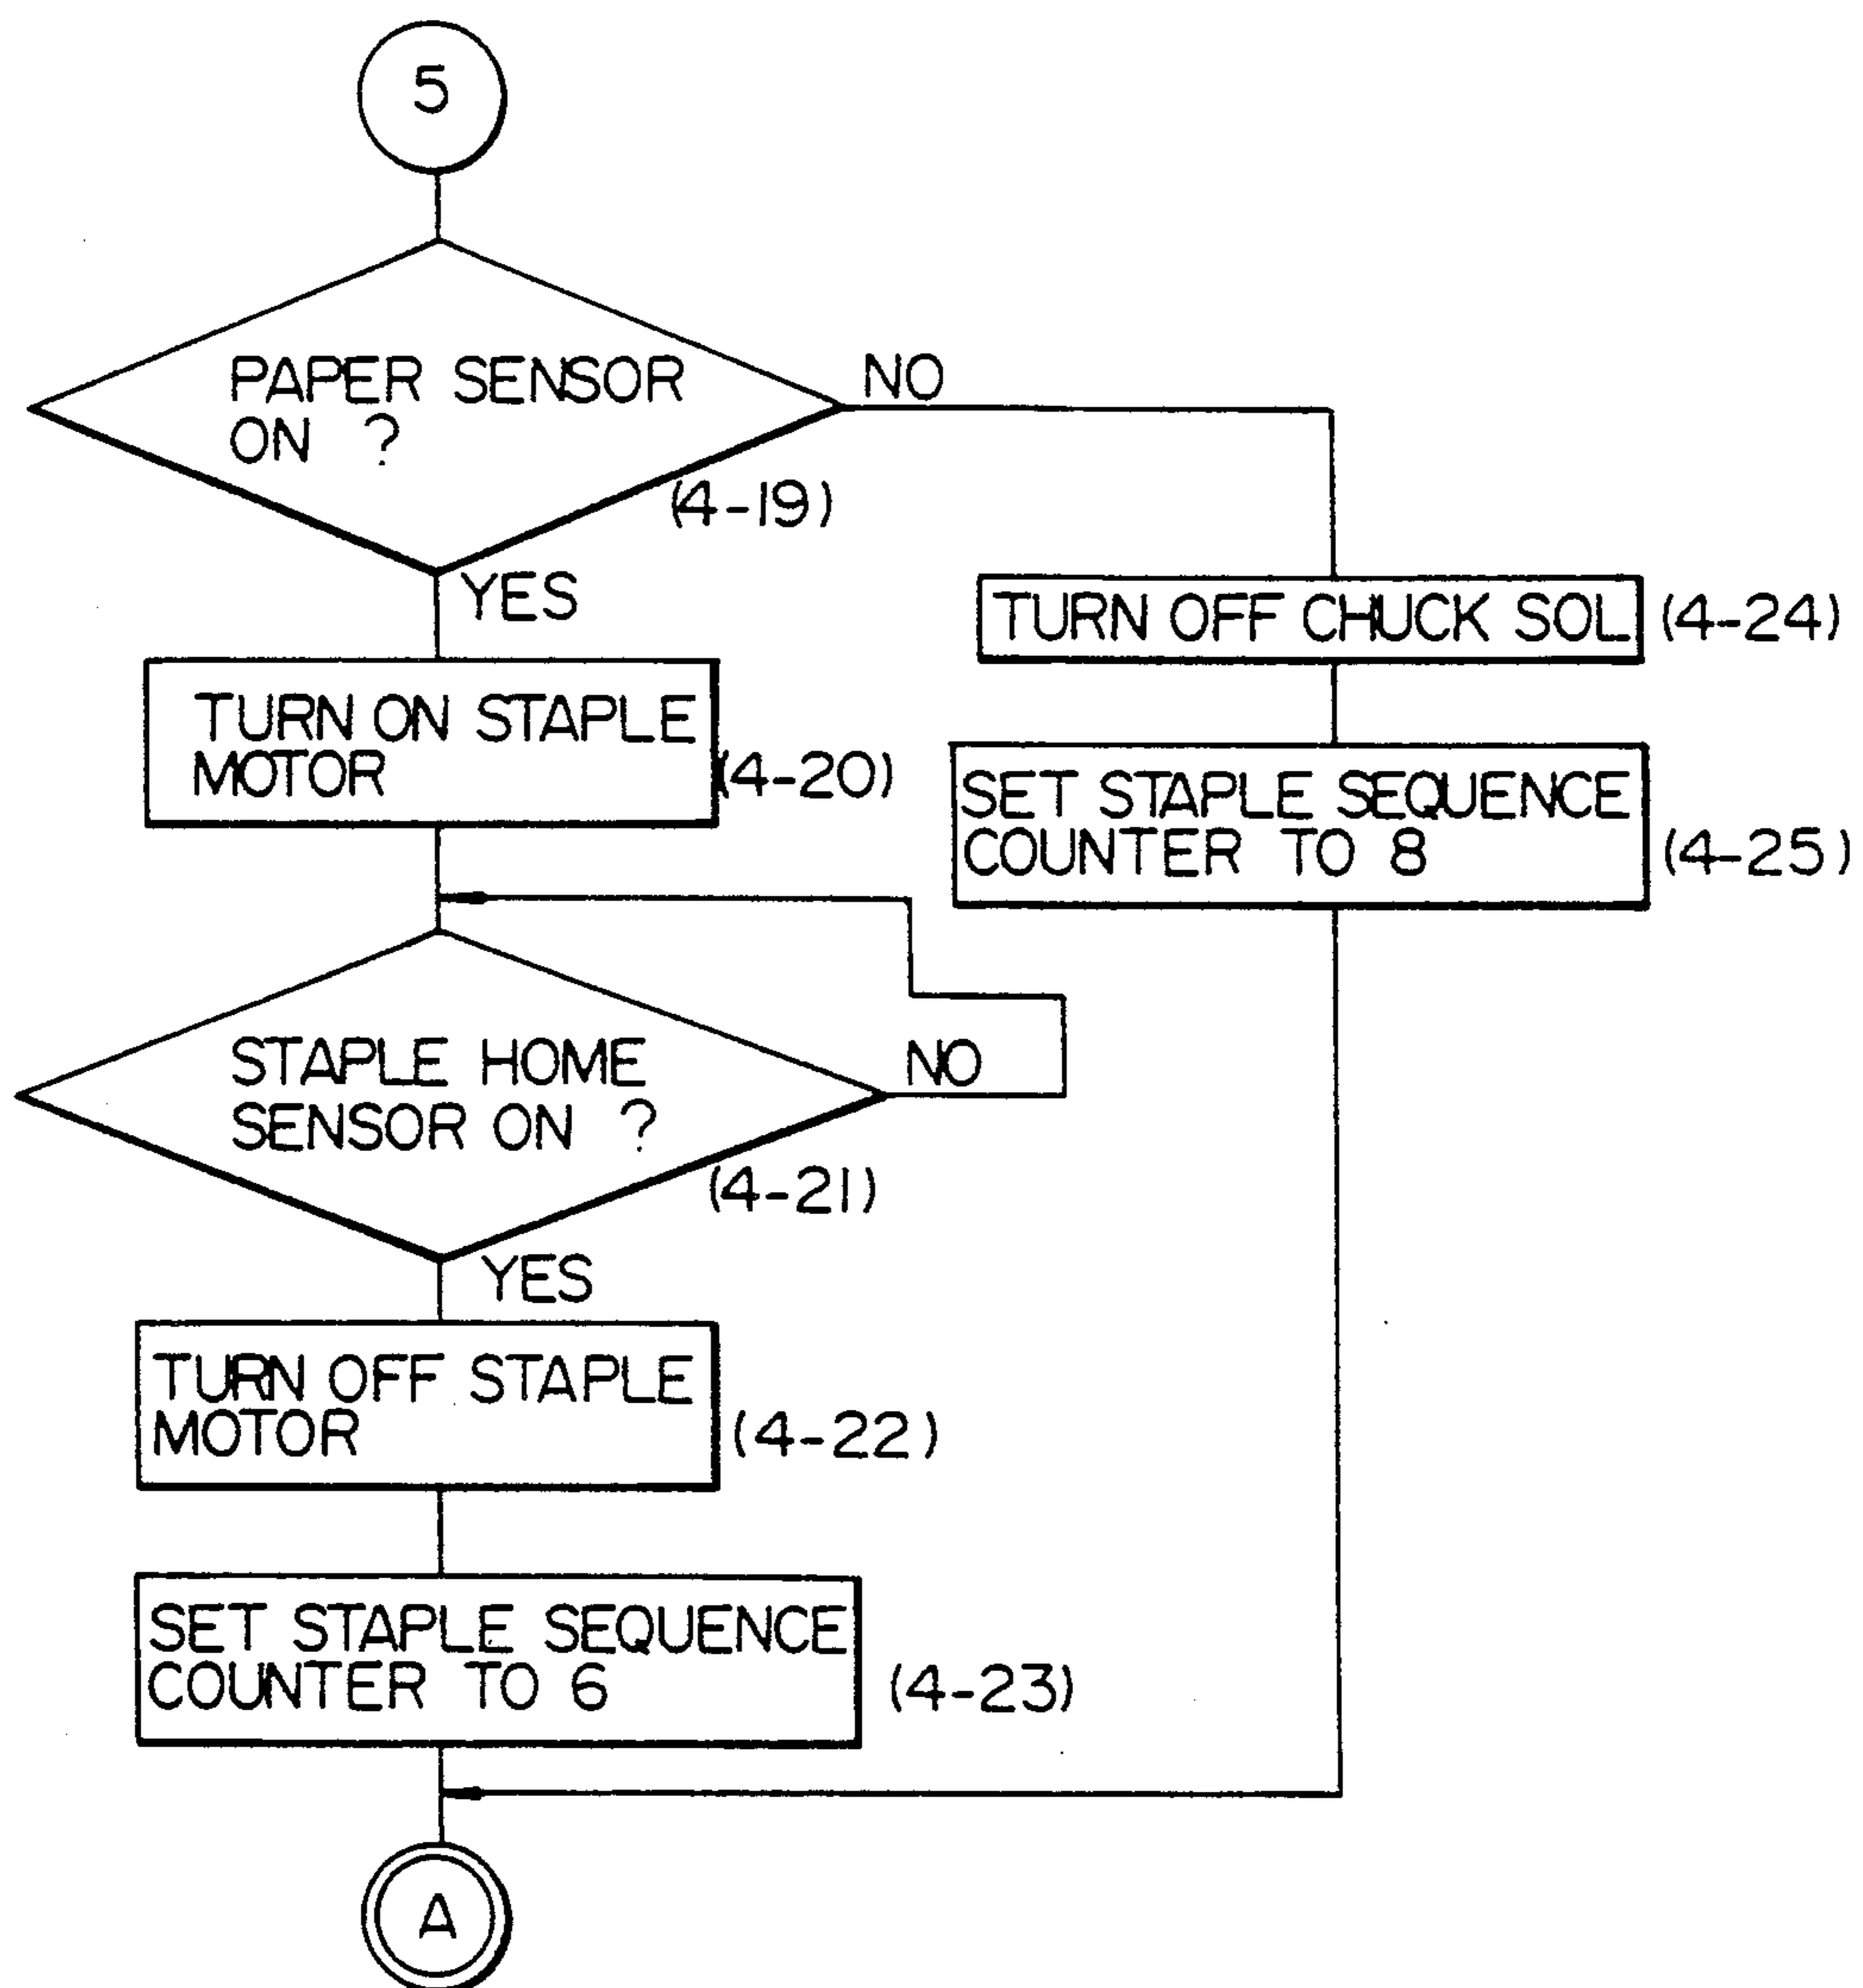 5
PAPER SENSOR
ON ?
NO
(4-19)
YES
TURN ON STAPLE
MOTOR
(4-20)
TURN OFF CHUCK SOL
(4-24)
SET STAPLE SEQUENCE
COUNTER TO 8
(4-25)
STAPLE HOME
SENSOR ON ?
NO
(4-21)
YES
TURN OFF STAPLE
MOTOR
(4-22)
SET STAPLE SEQUENCE
COUNTER TO 6
(4-23)
A